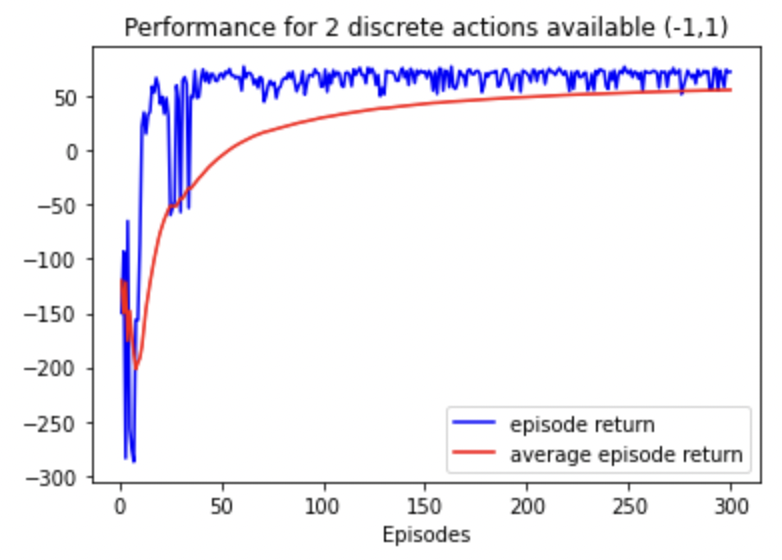 Performance for 2 discrete actions available (-1,1)
50
0
−50
−100
−150
−200
−250
−300
0 50 100 150 200 250 300
Episodes
episode return
average episode return